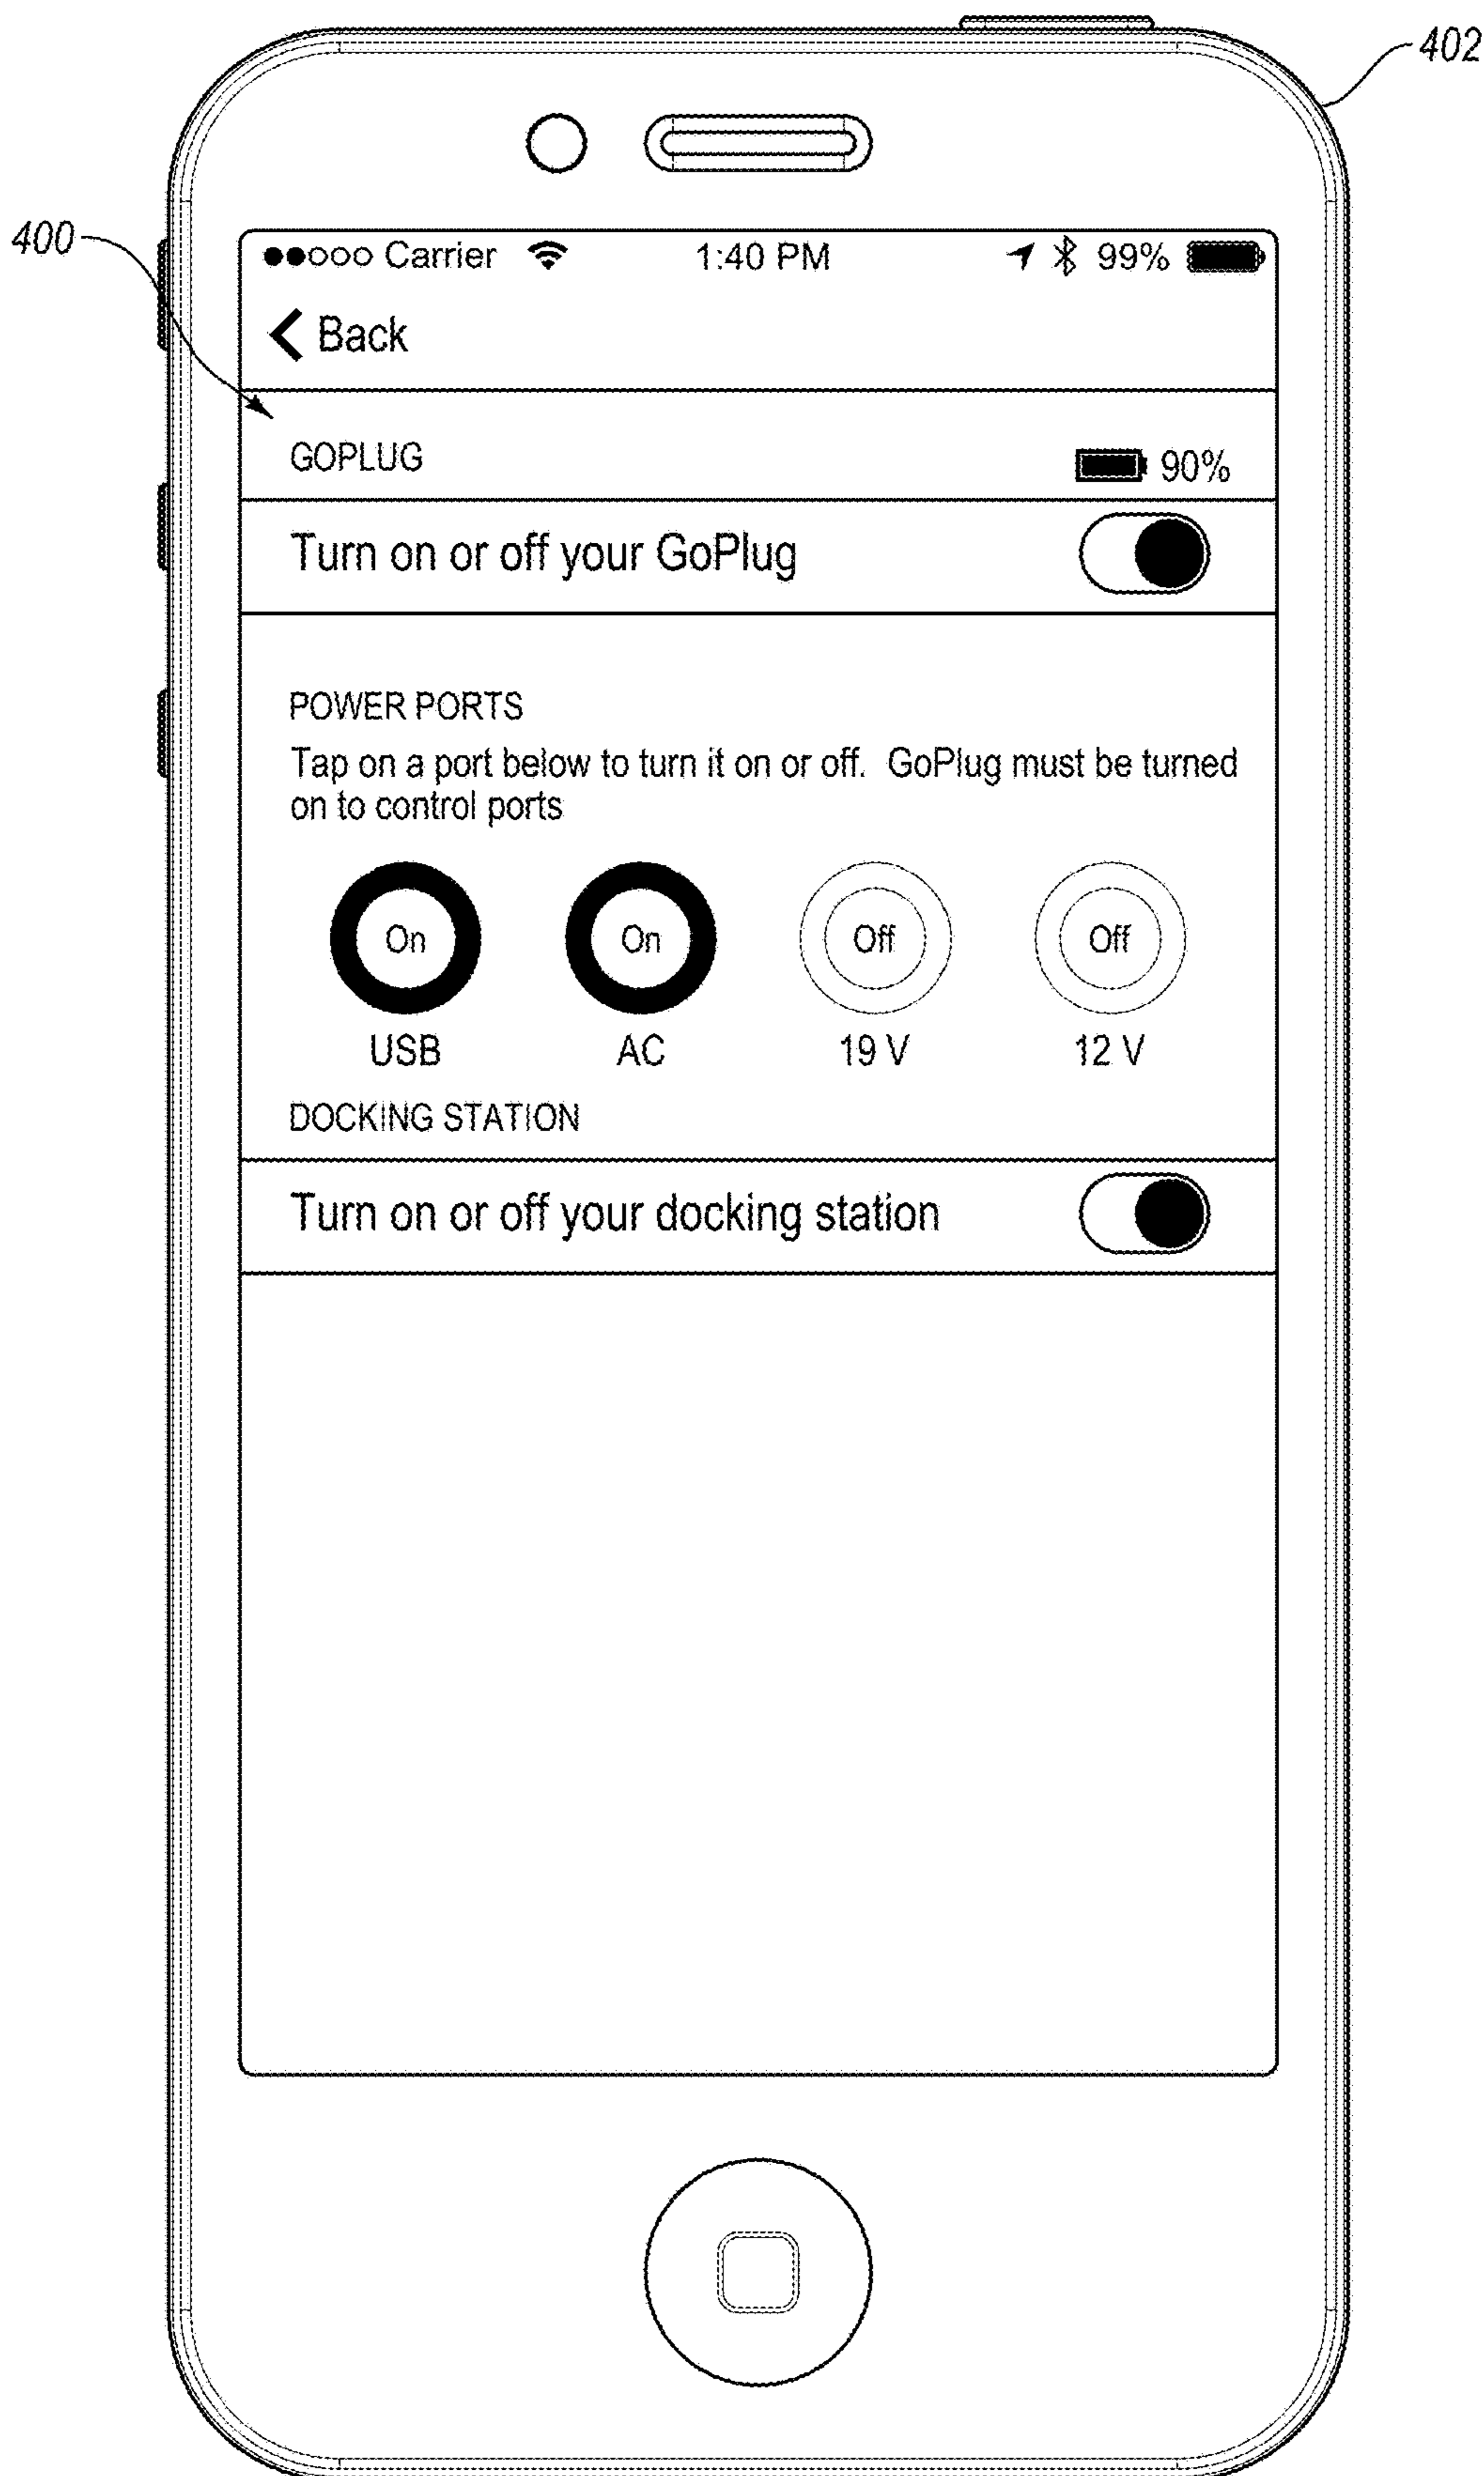 402
400
Carrier 1:40 PM 99%
Back
GOPLUG 90%
Turn on or off your GoPlug
POWER PORTS
Tap on a port below to turn it on or off. GoPlug must be turned
on to control ports
On On Off Off
USB AC 19 V 12 V
DOCKING STATION
Turn on or off your docking station